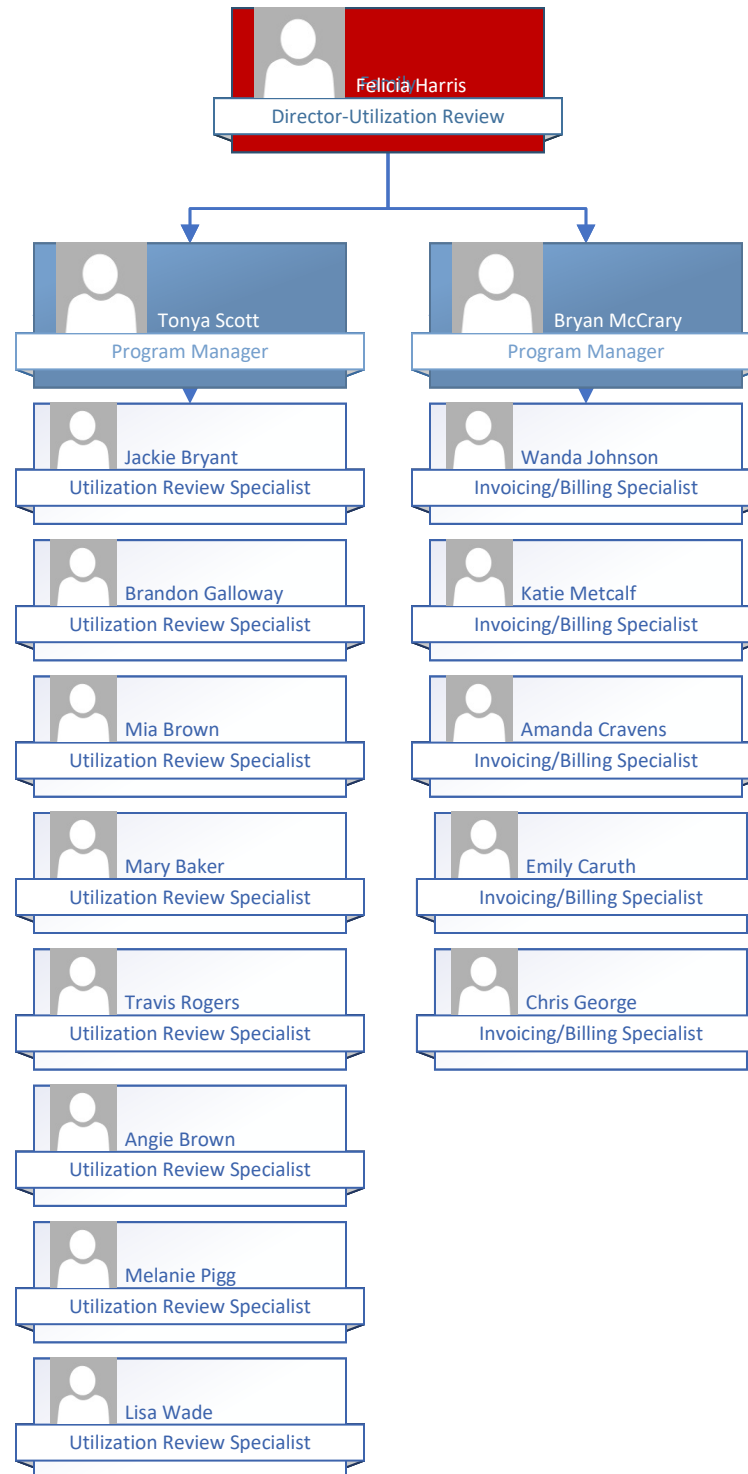 Felicia Harris
Family
Director-Utilization Review
Tonya Scott
Program Manager
Jackie Bryant
Utilization Review Specialist
Brandon Galloway
Utilization Review Specialist
Mia Brown
Utilization Review Specialist
Mary Baker
Utilization Review Specialist
Travis Rogers
Utilization Review Specialist
Angie Brown
Utilization Review Specialist
Melanie Pigg
Utilization Review Specialist
Lisa Wade
Utilization Review Specialist
Bryan McCrary
Program Manager
Wanda Johnson
Invoicing/Billing Specialist
Katie Metcalf
Invoicing/Billing Specialist
Amanda Cravens
Invoicing/Billing Specialist
Emily Caruth
Invoicing/Billing Specialist
Chris George
Invoicing/Billing Specialist